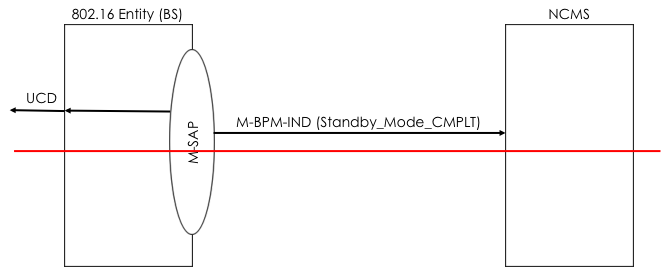 802.16 Entity (BS)
NCMS
UCD
M-BPM-IND (Standby_Mode_CMPLT)
M-SAP